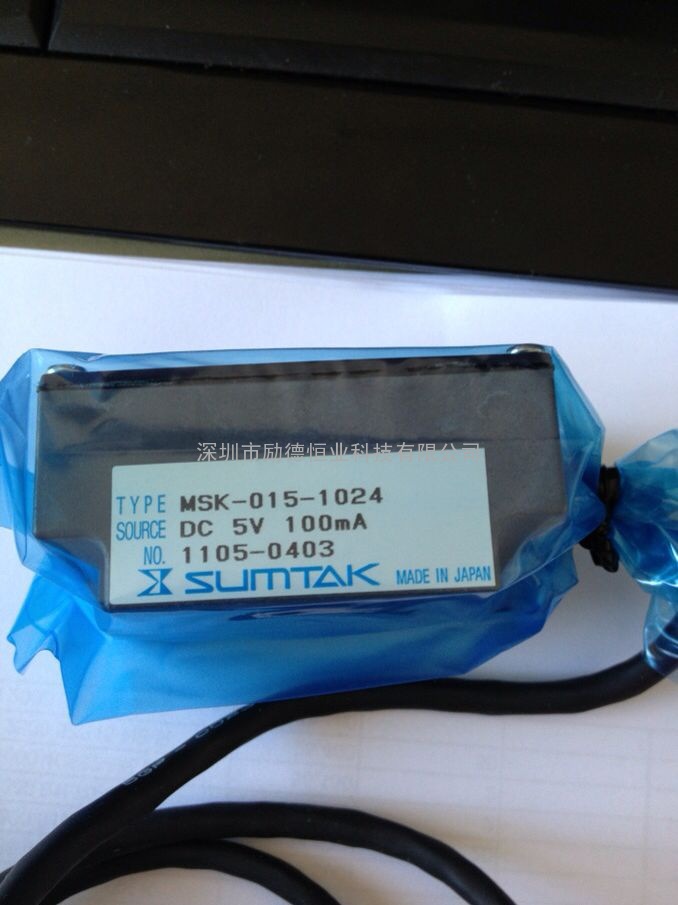 深圳市励德恒业科技有限公司
TYPE MSK-015-1024
SOURCE DC 5V 100mA
NO. 1105-0403
SUMTAK MADE IN JAPAN